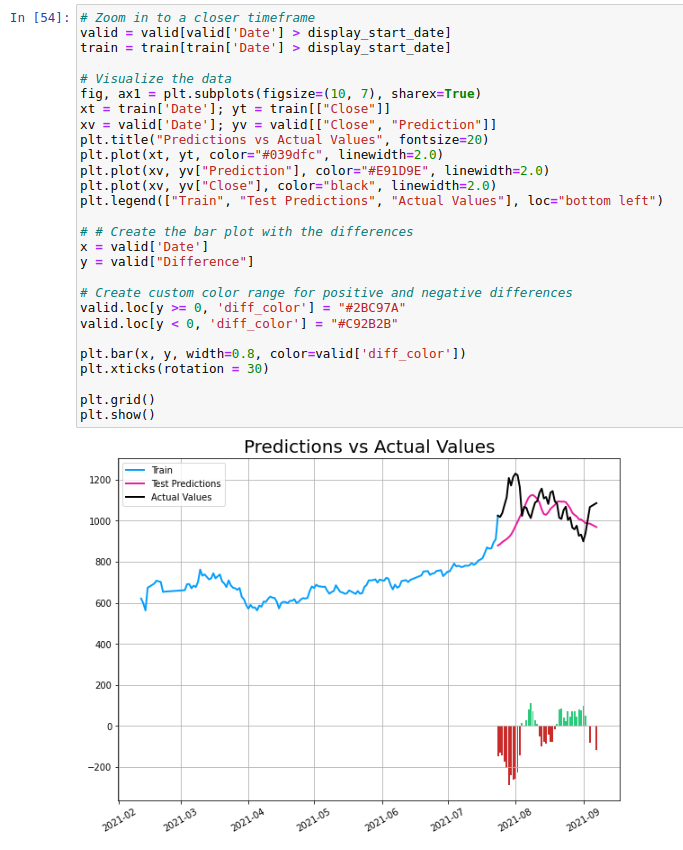 In [54]: # Zoom in to a closer timeframe
valid = valid[valid['Date'] > display_start_date]
train = train[train['Date'] > display_start_date]
# Visualize the data
fig, ax1 = plt.subplots(figsize=(10, 7), sharex=True)
xt = train['Date']; yt = train[["Close"]]
xv = valid['Date']; yv = valid[["Close", "Prediction"]]
plt.title("Predictions vs Actual Values", fontsize=20)
plt.plot(xt, yt, color="#039dfc", linewidth=2.0)
plt.plot(xv, yv["Prediction"], color="#E91D9E", linewidth=2.0)
plt.plot(xv, yv["Close"], color="black", linewidth=2.0)
plt.legend(["Train", "Test Predictions", "Actual Values"], loc="bottom left")
# # Create the bar plot with the differences
x = valid['Date']
y = valid["Difference"]
# Create custom color range for positive and negative differences
valid.loc[y >= 0, 'diff_color'] = "#2BC97A"
valid.loc[y < 0, 'diff_color'] = "#C92B2B"
plt.bar(x, y, width=0.8, color=valid['diff_color'])
plt.xticks(rotation = 30)
plt.grid()
plt.show()
Predictions vs Actual Values
Train
Test Predictions
Actual Values
1200
1000
800
600
400
200
0
−200
2021-02
2021-03
2021-04
2021-05
2021-06
2021-07
2021-08
2021-09